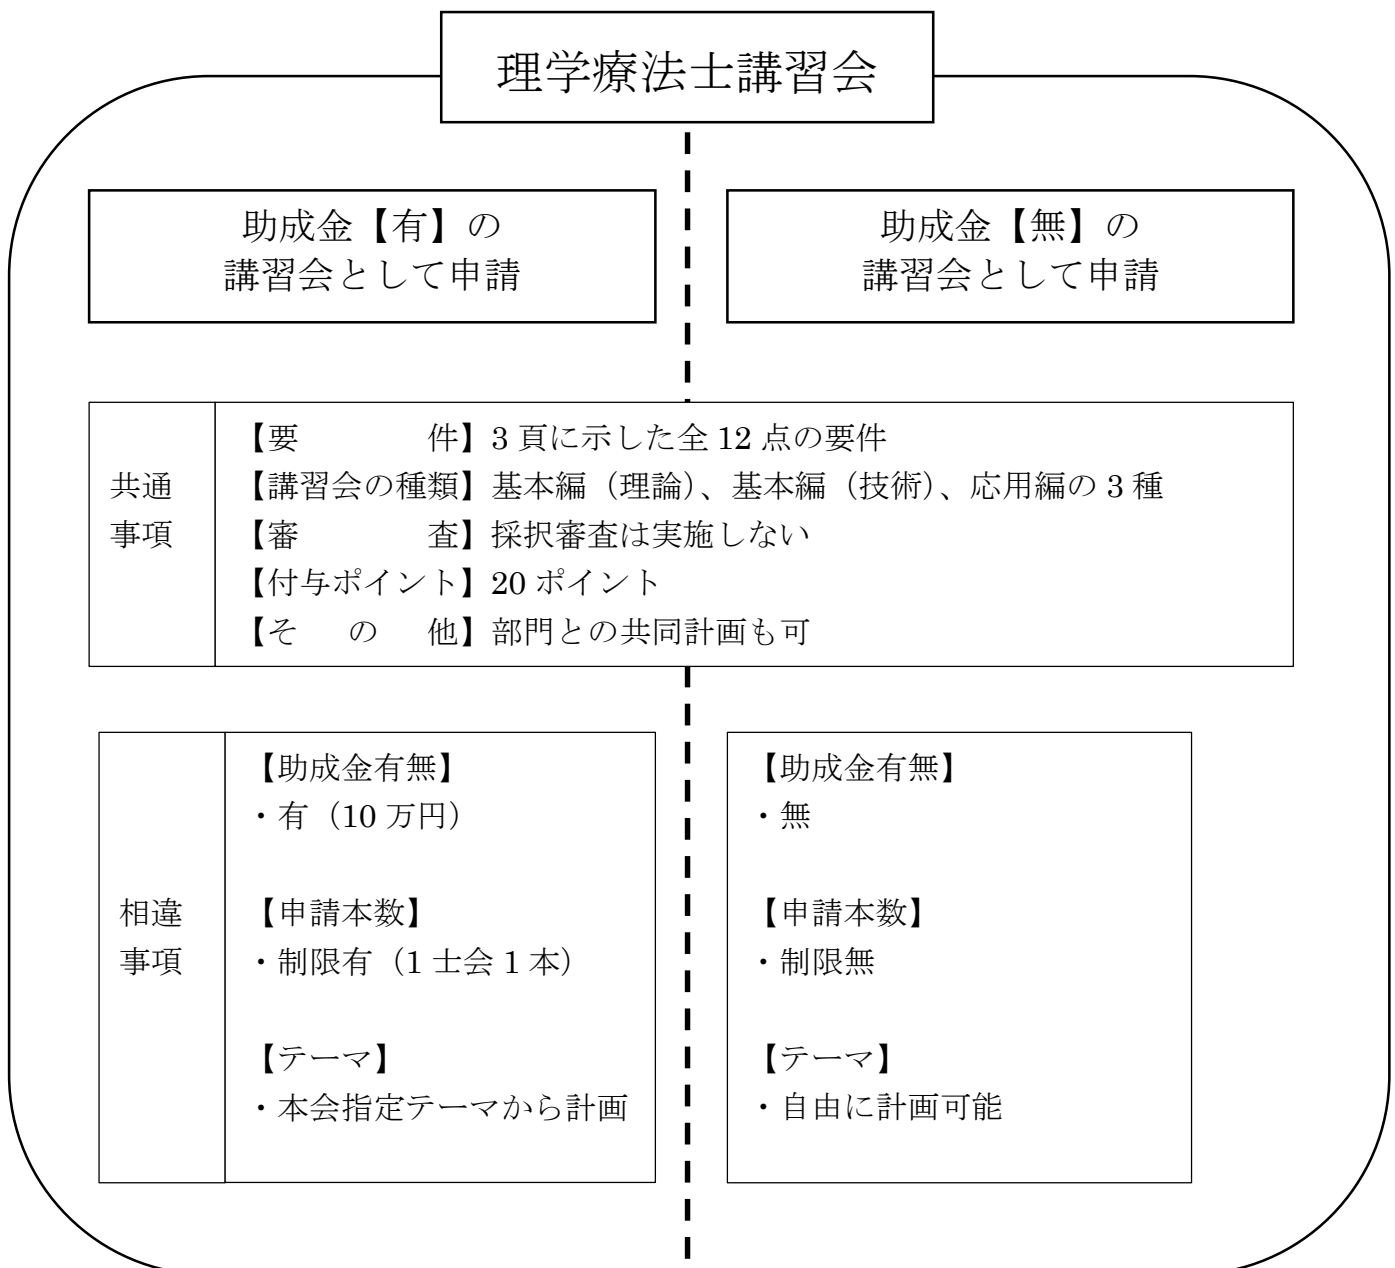 理学療法士講習会
助成金【有】の
講習会として申請
助成金【無】の
講習会として申請
共通
事項
【要　　　　件】3 頁に示した全 12 点の要件
【講習会の種類】基本編（理論）、基本編（技術）、応用編の 3 種
【審　　　　査】採択審査は実施しない
【付与ポイント】20 ポイント
【そ　の　他】部門との共同計画も可
相違
事項
【助成金有無】
・有（10 万円）
【申請本数】
・制限有（1 士会 1 本）
【テーマ】
・本会指定テーマから計画
【助成金有無】
・無
【申請本数】
・制限無
【テーマ】
・自由に計画可能